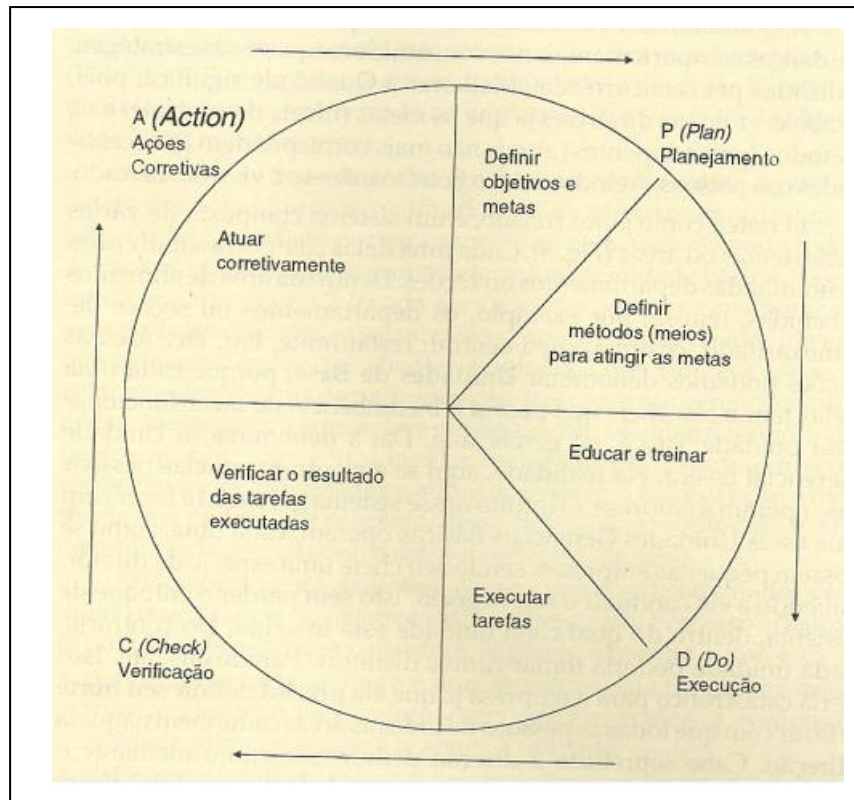 A (Action)
Ações
Corretivas
P (Plan)
Planejamento
Definir
objetivos e
metas
Atuar
corretivamente
Definir
métodos (meios)
para atingir as metas
Educar e treinar
Verificar o resultado
das tarefas
executadas
Executar
tarefas
C (Check)
Verificação
D (Do)
Execução